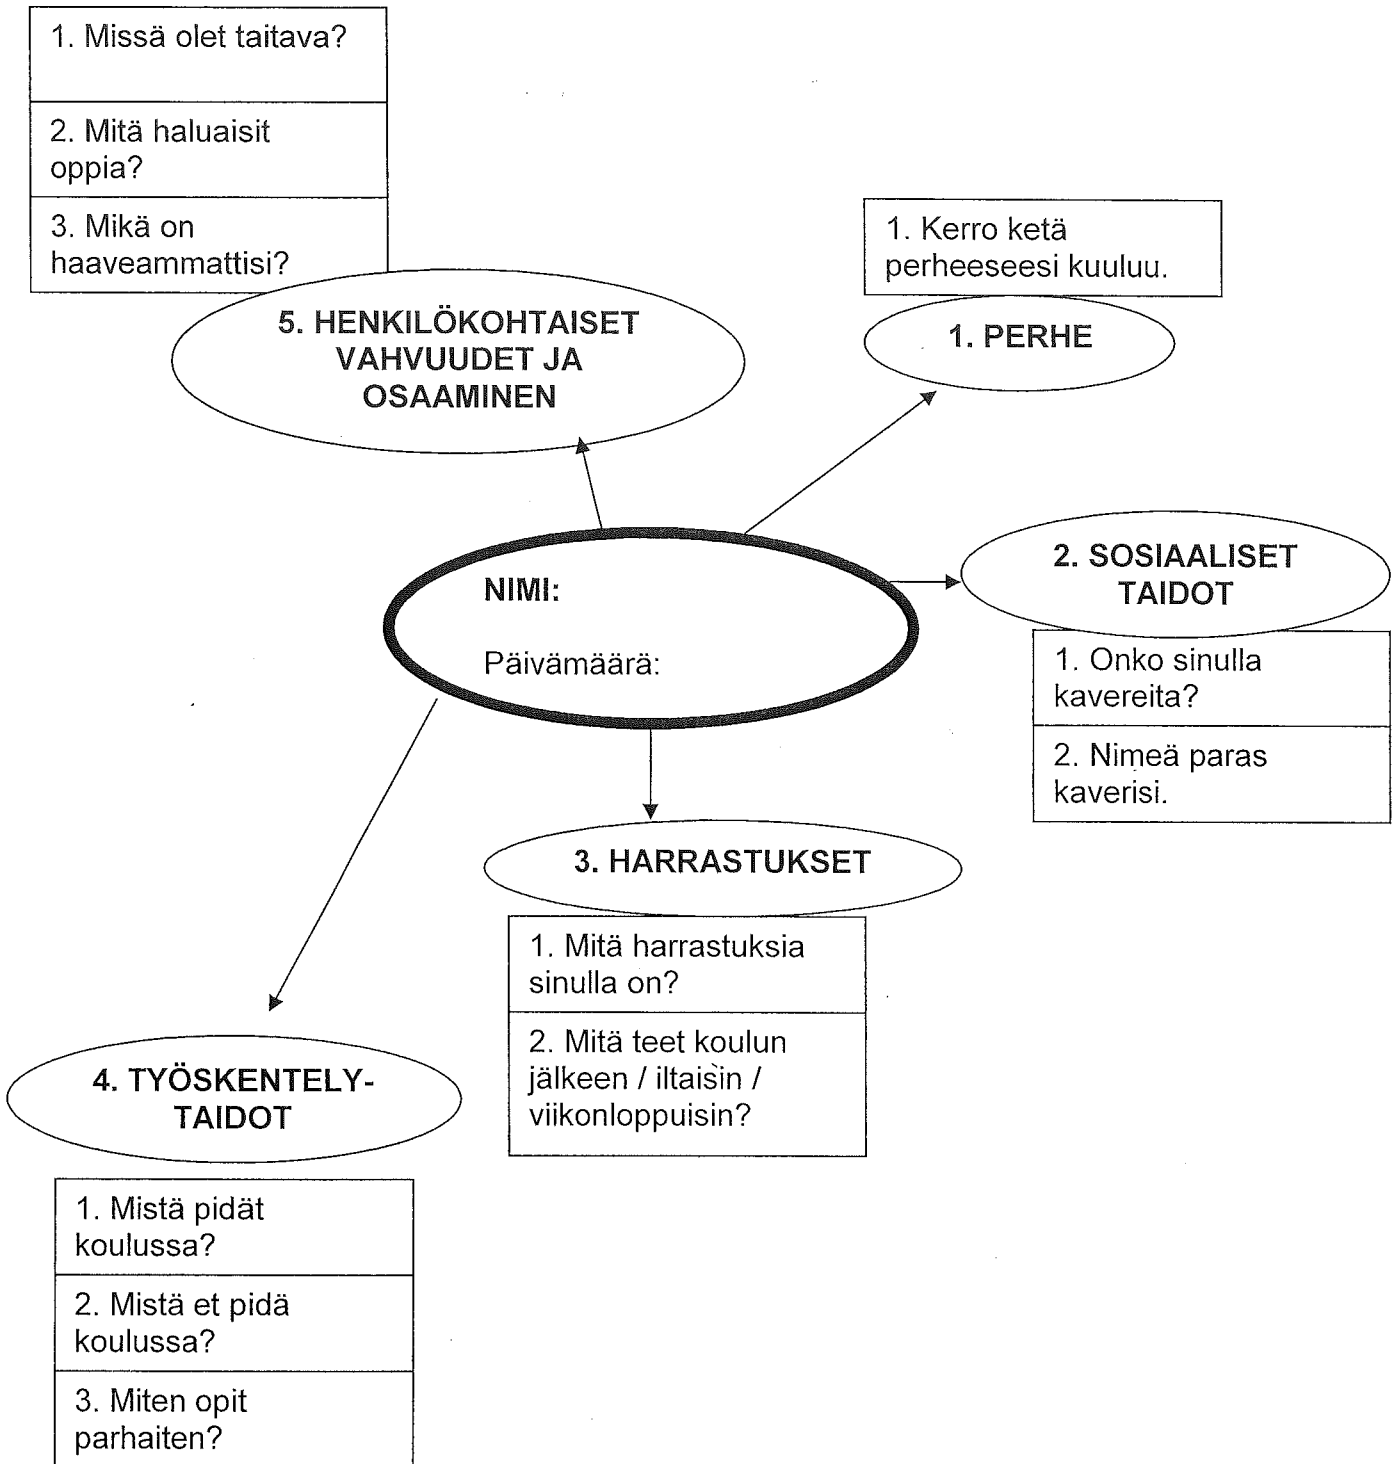 1. Missä olet taitava?
2. Mitä haluaisit
oppia?
3. Mikä on
haaveammattisi?
5. HENKILÖKOHTAISET
VAHVUUDET JA
OSAAMINEN
1. Kerro ketä
perheeseesi kuuluu.
1. PERHE
NIMI:
Päivämäärä:
2. SOSIAALISET
TAIDOT
1. Onko sinulla
kavereita?
2. Nimeä paras
kaverisi.
3. HARRASTUKSET
1. Mitä harrastuksia
sinulla on?
2. Mitä teet koulun
jälkeen / iltaisin /
viikonloppuisin?
4. TYÖSKENTELY-
TAIDOT
1. Mistä pidät
koulussa?
2. Mistä et pidä
koulussa?
3. Miten opit
parhaiten?